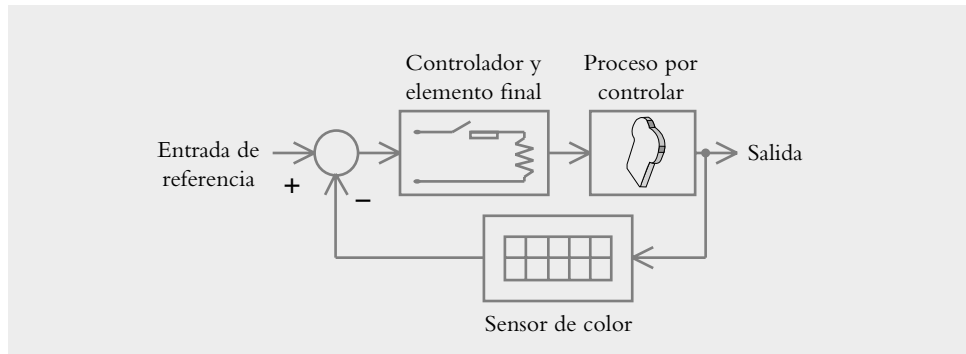 Controlador y
elemento final
Proceso por
controlar
Entrada de
referencia
+
−
Salida
Sensor de color